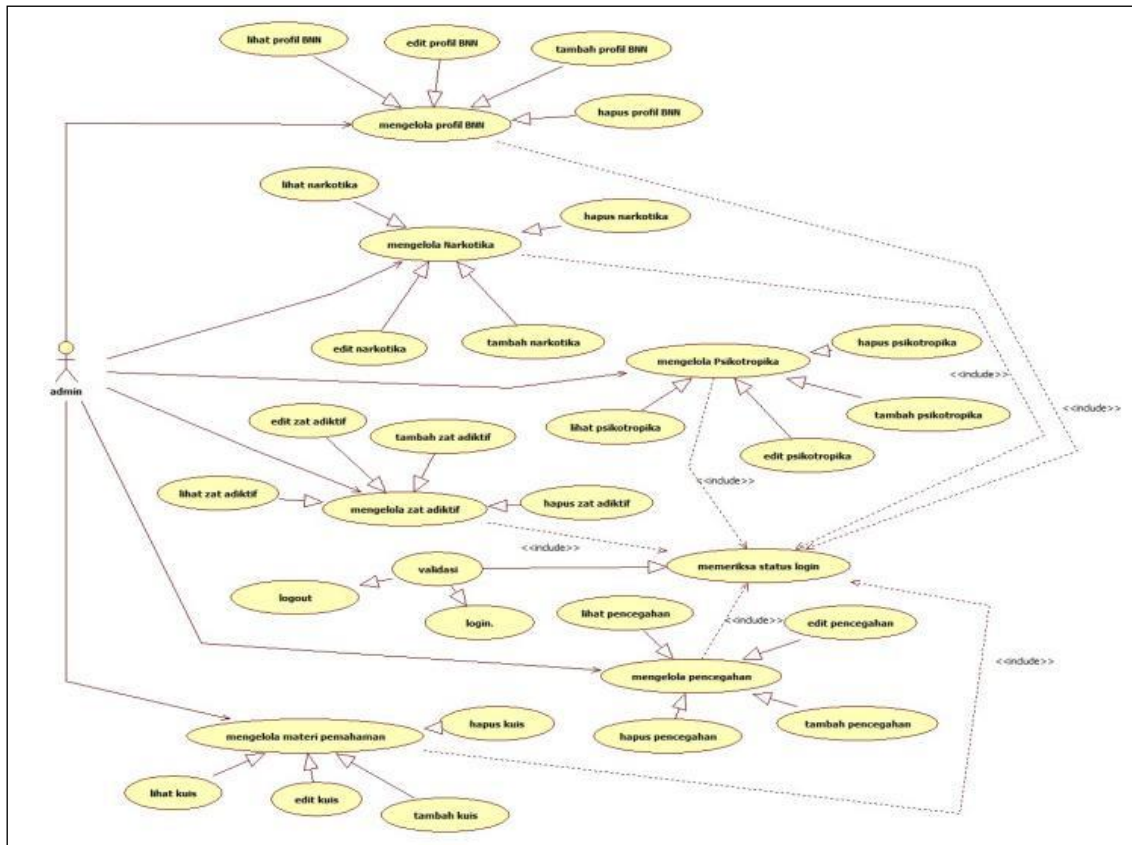 lihat profil BNN
edit profil BNN
tambah profil BNN
hapus profil BNN
mengelola profil BNN
lihat narkotika
hapus narkotika
mengelola Narkotika
edit narkotika
tambah narkotika
hapus psikotropika
mengelola Psikotropika
<<include>>
admin
<<include>>
lihat psikotropika
tambah psikotropika
edit psikotropika
edit zat adiktif
tambah zat adiktif
<<include>>
lihat zat adiktif
hapus zat adiktif
mengelola zat adiktif
<<include>>
validasi
memeriksa status login
logout
login.
lihat pencegahan
edit pencegahan
<<include>>
<<include>>
mengelola pencegahan
hapus pencegahan
tambah pencegahan
hapus kuis
mengelola materi pemahaman
lihat kuis
edit kuis
tambah kuis